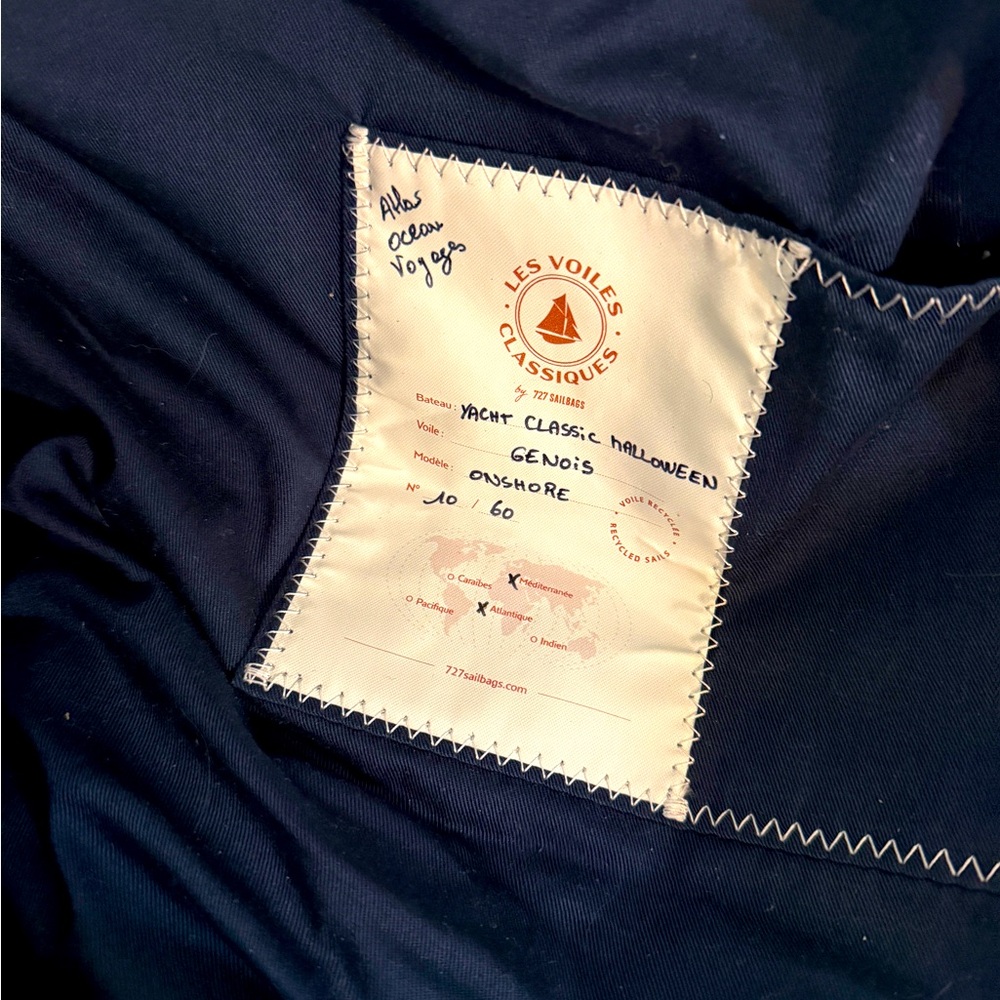 Atlas
Ocean
Voyages
LES VOILES
CLASSIQUES
by 727 SAILBAGS
Bateau : YACHT CLASSIC HALLOWEEN
Voile : GENOIS
Modèle : ONSHORE
N° 10 / 60
VOILE RECYCLÉE
RECYCLED SAILS
Caraïbes X Méditerranée
Pacifique X Atlantique
Indien
727sailbags.com